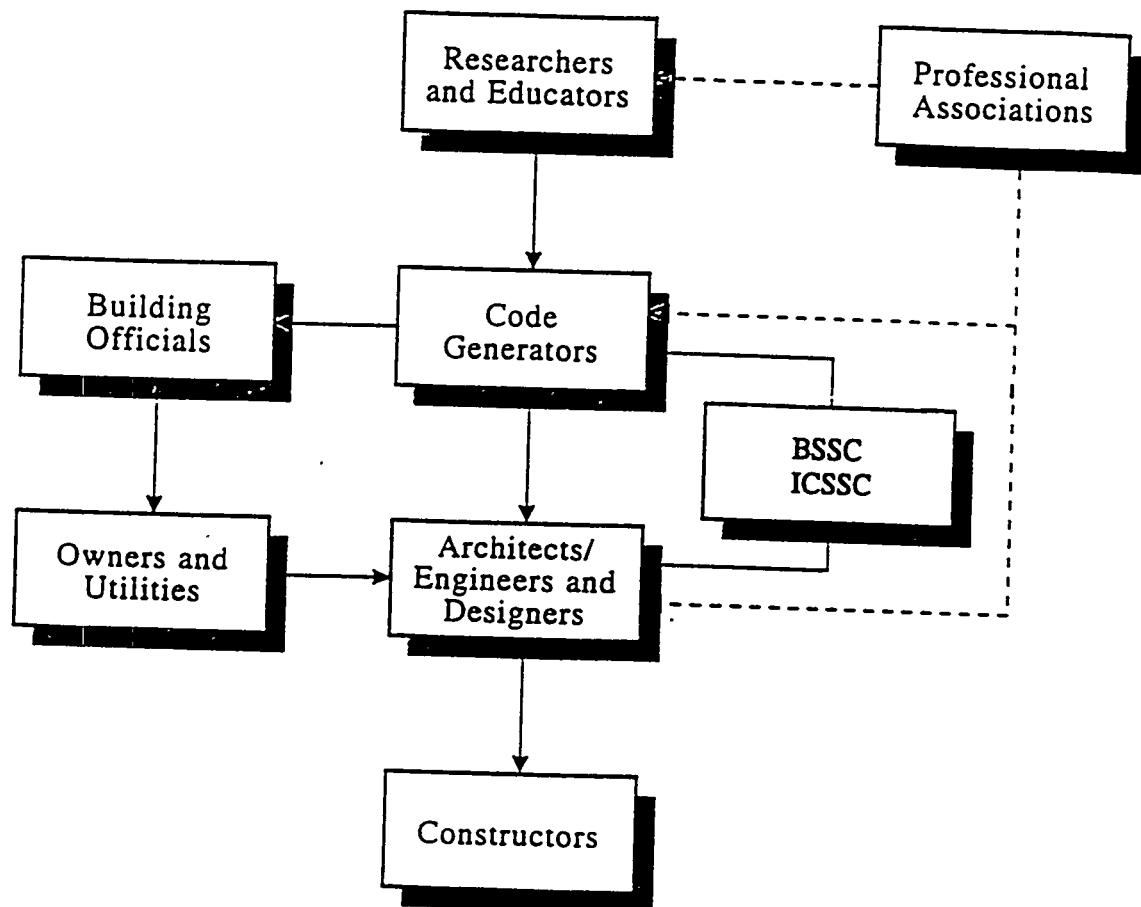 Researchers
and Educators
Professional
Associations
Building
Officials
Code
Generators
BSSC
ICSSC
Owners and
Utilities
Architects/
Engineers and
Designers
Constructors